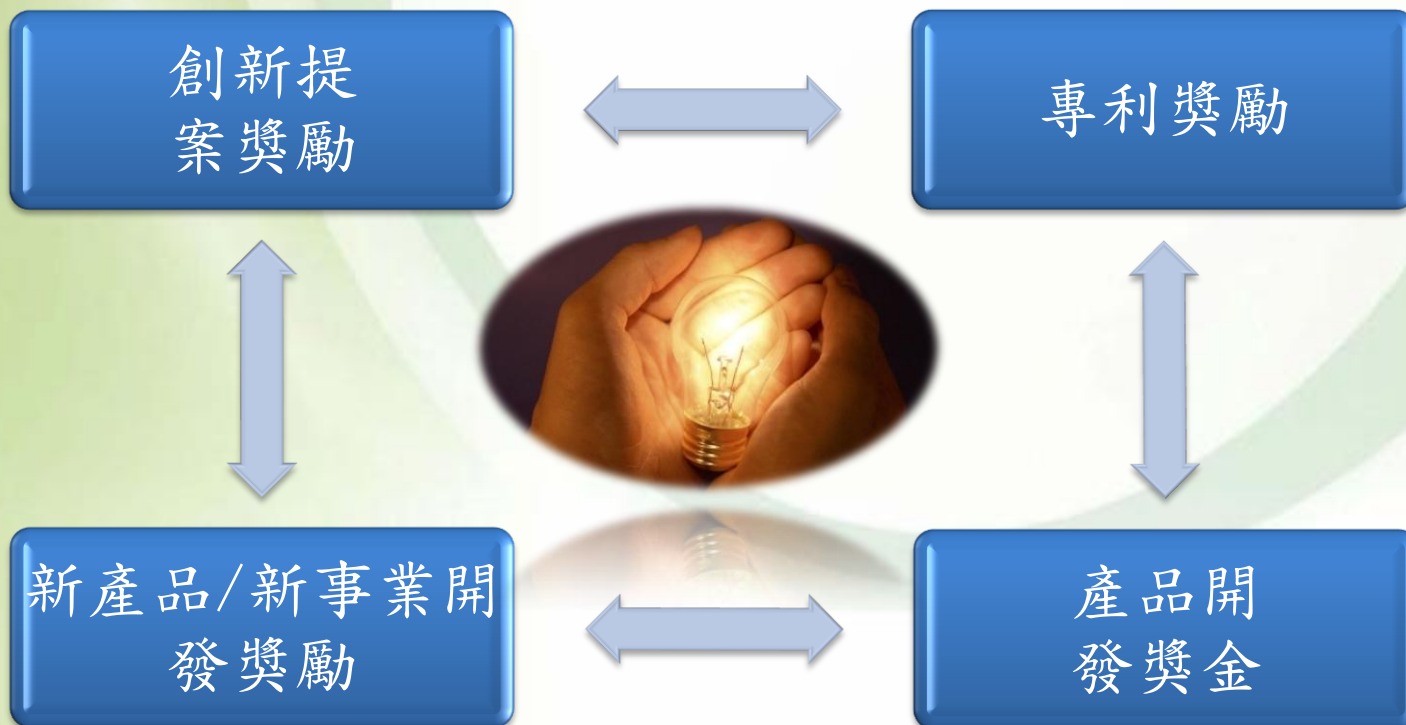 創新提
案獎勵
專利獎勵
新產品/新事業開
發獎勵
產品開
發獎金